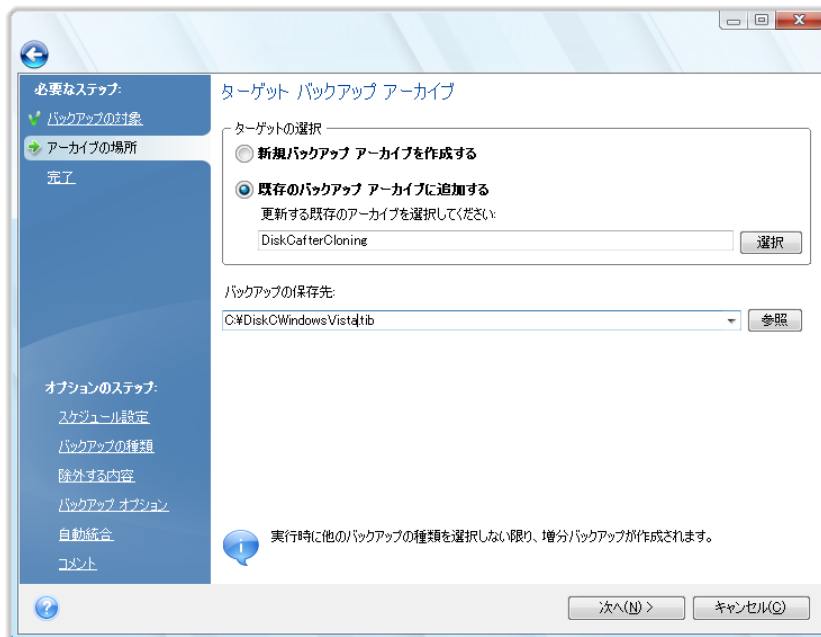 必要なステップ:
バックアップの対象
アーカイブの場所
完了
オプションのステップ:
スケジュール設定
バックアップの種類
除外する内容
バックアップ オプション
自動統合
コメント
ターゲット バックアップ アーカイブ
ターゲットの選択
新規バックアップ アーカイブを作成する
既存のバックアップ アーカイブに追加する
更新する既存のアーカイブを選択してください:
DiskCafterCloning
選択
バックアップの保存先:
C:¥DiskCWindowsVista.tib
参照
実行時に他のバックアップの種類を選択しない限り、増分バックアップが作成されます。
次へ(N) >
キャンセル(C)